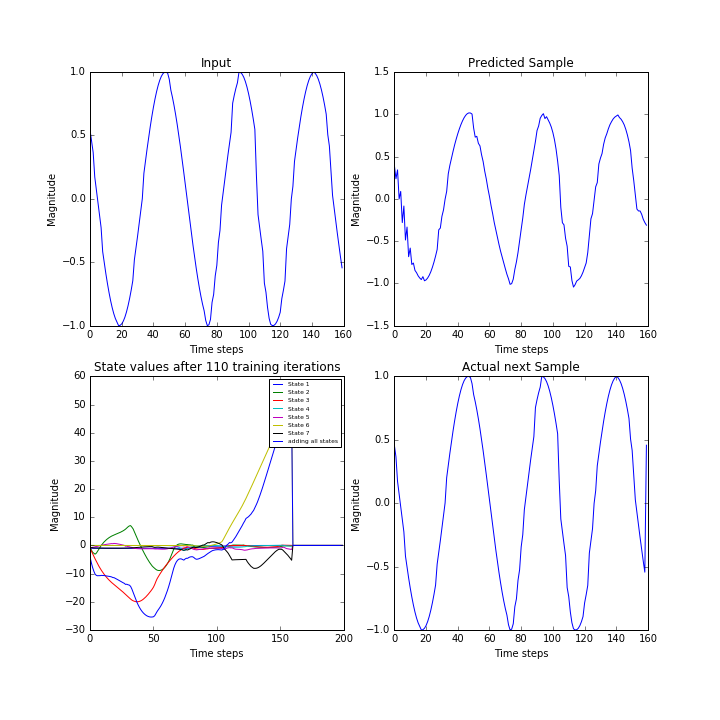 Input
1.0
0.5
0.0
−0.5
−1.0
Magnitude
0 20 40 60 80 100 120 140 160
Time steps
Predicted Sample
1.5
1.0
0.5
0.0
−0.5
−1.0
−1.5
Magnitude
0 20 40 60 80 100 120 140 160
Time steps
State values after 110 training iterations
60
50
40
30
20
10
0
−10
−20
−30
Magnitude
State 1
State 2
State 3
State 4
State 5
State 6
State 7
adding all states
0 50 100 150 200
Time steps
Actual next Sample
1.0
0.5
0.0
−0.5
−1.0
Magnitude
0 20 40 60 80 100 120 140 160
Time steps